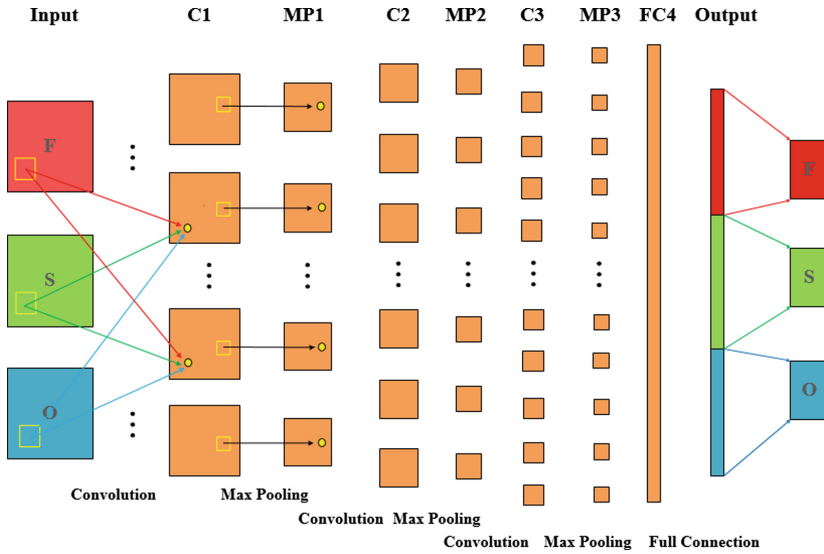 Input C1 MP1 C2 MP2 C3 MP3 FC4 Output
F
F
S
S
O
O
Convolution Max Pooling
Convolution Max Pooling
Convolution Max Pooling Full Connection